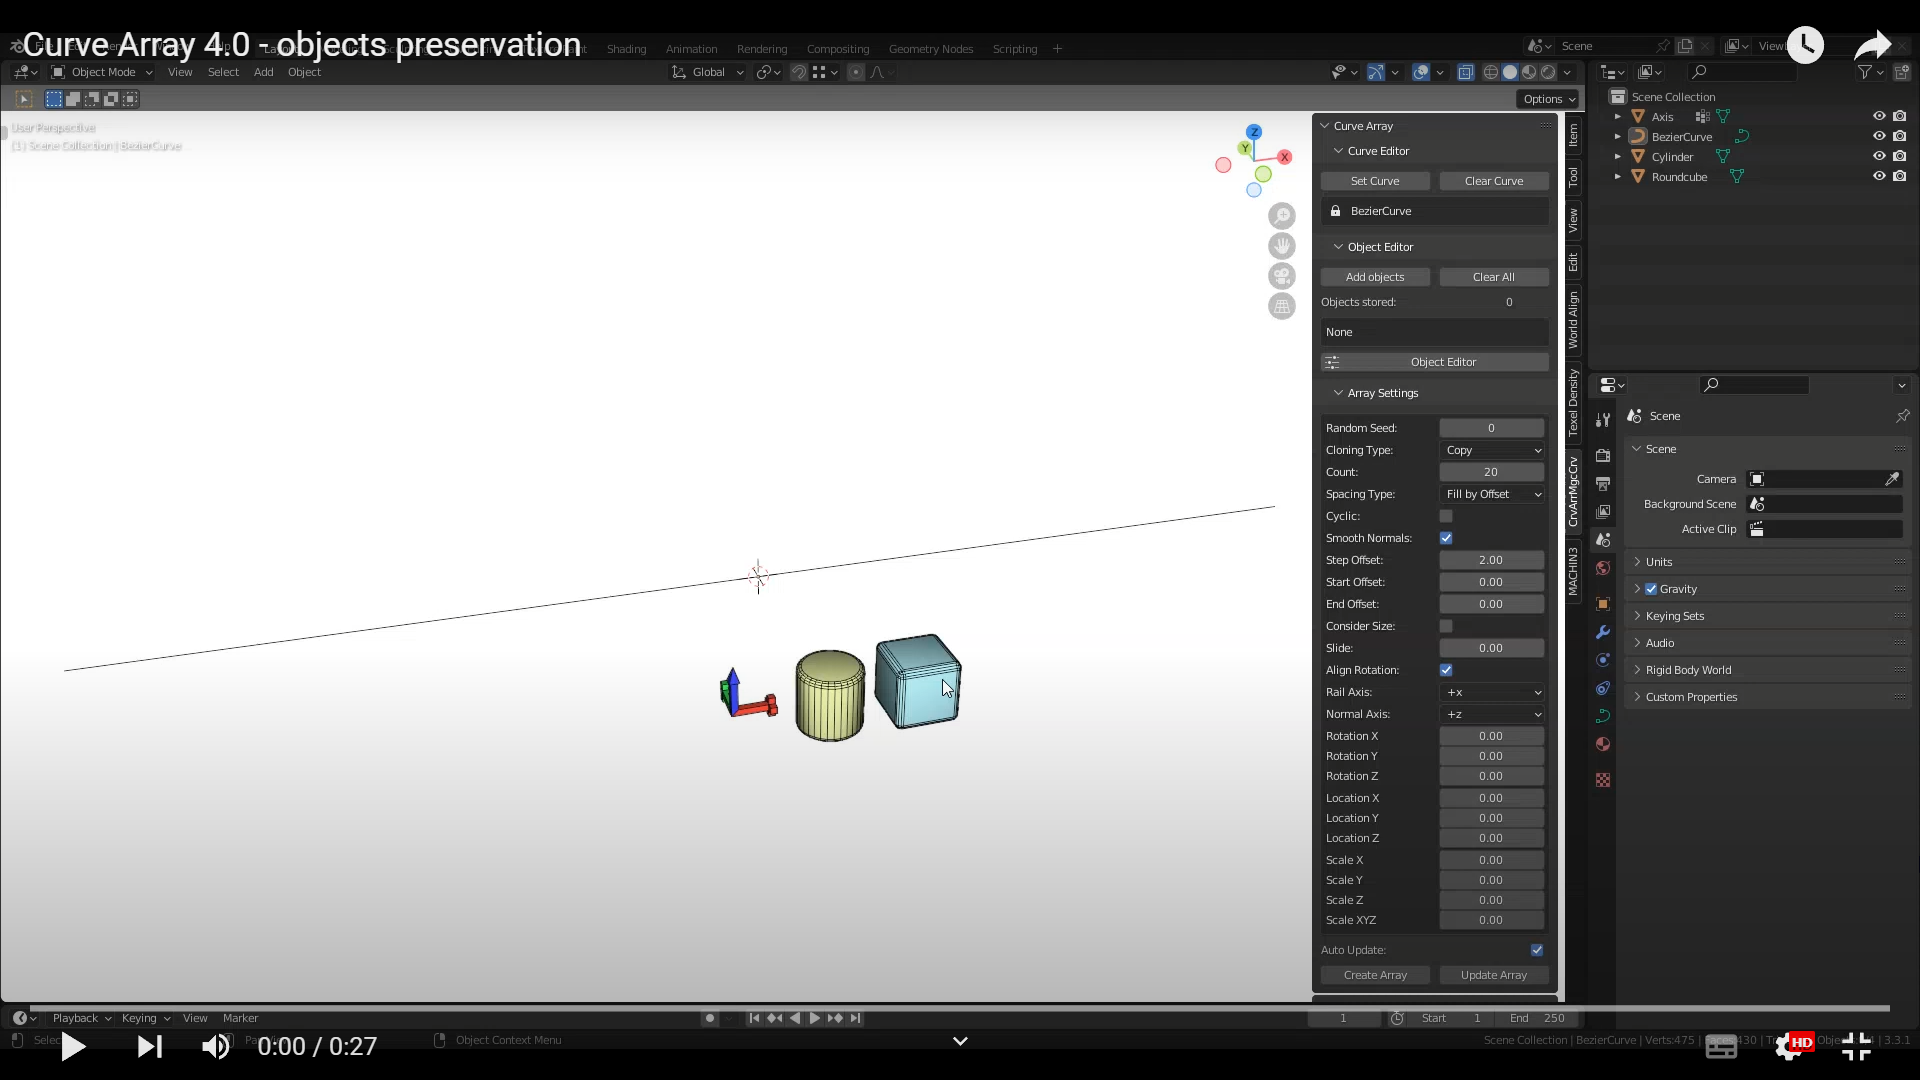 Curve Array 4.0 - objects preservation
Shading Animation Rendering Compositing Geometry Nodes Scripting +
Scene
Object Mode View Select Add Object
Global
Options
User Perspective
(1) Scene Collection | BezierCurve
Z
Y
X
Curve Array
Curve Editor
Set Curve Clear Curve
BezierCurve
Object Editor
Add objects Clear All
Objects stored: 0
None
Object Editor
Array Settings
Random Seed: 0
Cloning Type: Copy
Count: 20
Spacing Type: Fill by Offset
Cyclic:
Smooth Normals:
Step Offset: 2.00
Start Offset: 0.00
End Offset: 0.00
Consider Size:
Slide: 0.00
Align Rotation:
Rail Axis: +x
Normal Axis: +z
Rotation X 0.00
Rotation Y 0.00
Rotation Z 0.00
Location X 0.00
Location Y 0.00
Location Z 0.00
Scale X 0.00
Scale Y 0.00
Scale Z 0.00
Scale XYZ 0.00
Auto Update:
Create Array Update Array
Item
Tool
View
Edit
World Align
Texel Density
CrvArrMgcCrv
MACHIN3
Scene Collection
Axis
BezierCurve
Cylinder
Roundcube
Scene
Scene
Camera
Background Scene
Active Clip
Units
Gravity
Keying Sets
Audio
Rigid Body World
Custom Properties
Playback Keying View Marker
1 Start 1 End 250
Object Context Menu
Scene Collection | BezierCurve | Verts:475 |
| 3.3.1
0:00 / 0:27
HD